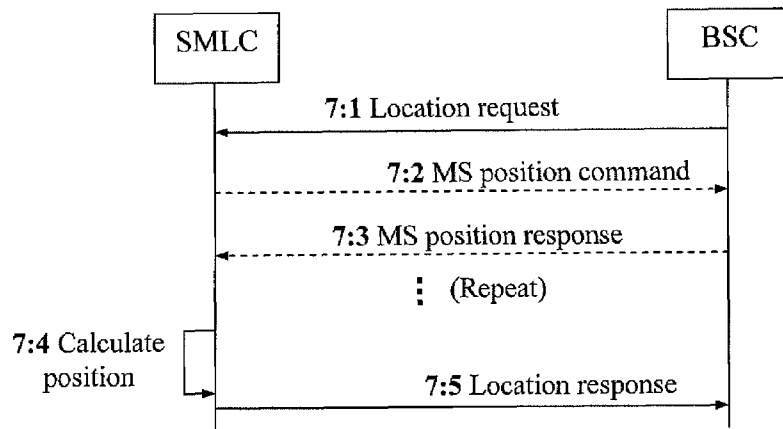 SMLC
BSC
7:1 Location request
7:2 MS position command
7:3 MS position response
(Repeat)
7:4 Calculate
position
7:5 Location response